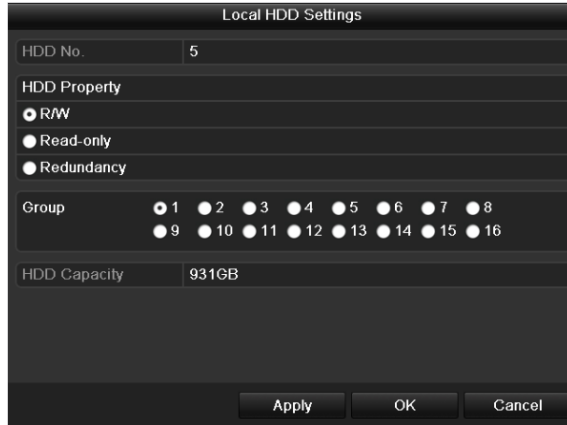 Local HDD Settings
HDD No. 5
HDD Property
R/W
Read-only
Redundancy
Group 1 2 3 4 5 6 7 8
9 10 11 12 13 14 15 16
HDD Capacity 931GB
Apply OK Cancel